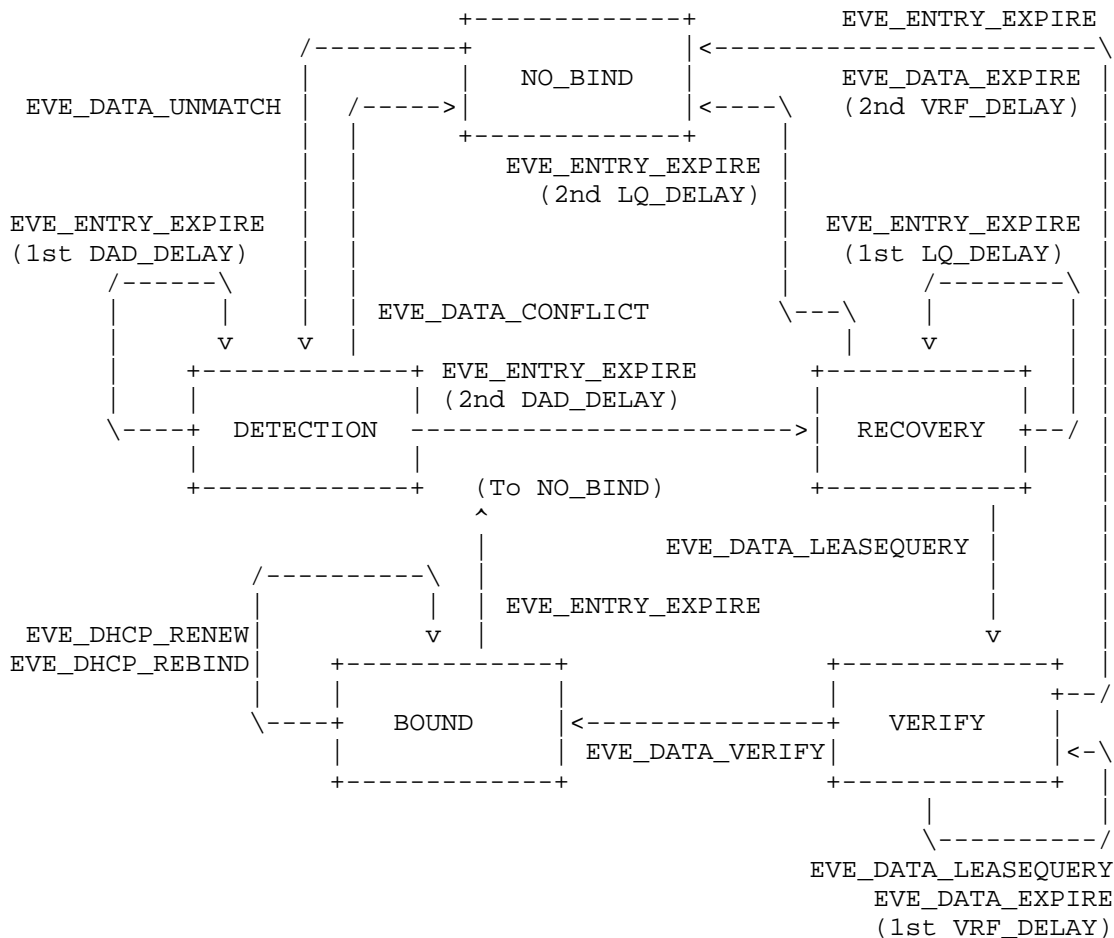 EVE_ENTRY_EXPIRE
NO_BIND EVE_DATA_EXPIRE
EVE_DATA_UNMATCH (2nd VRF_DELAY)
EVE_ENTRY_EXPIRE
(2nd LQ_DELAY)
EVE_ENTRY_EXPIRE EVE_ENTRY_EXPIRE
(1st DAD_DELAY) (1st LQ_DELAY)
EVE_DATA_CONFLICT
v v v
EVE_ENTRY_EXPIRE
(2nd DAD_DELAY)
DETECTION RECOVERY
(To NO_BIND)
EVE_DATA_LEASEQUERY
EVE_ENTRY_EXPIRE
EVE_DHCP_RENEW v v
EVE_DHCP_REBIND
BOUND VERIFY
EVE_DATA_VERIFY
EVE_DATA_LEASEQUERY
EVE_DATA_EXPIRE
(1st VRF_DELAY)